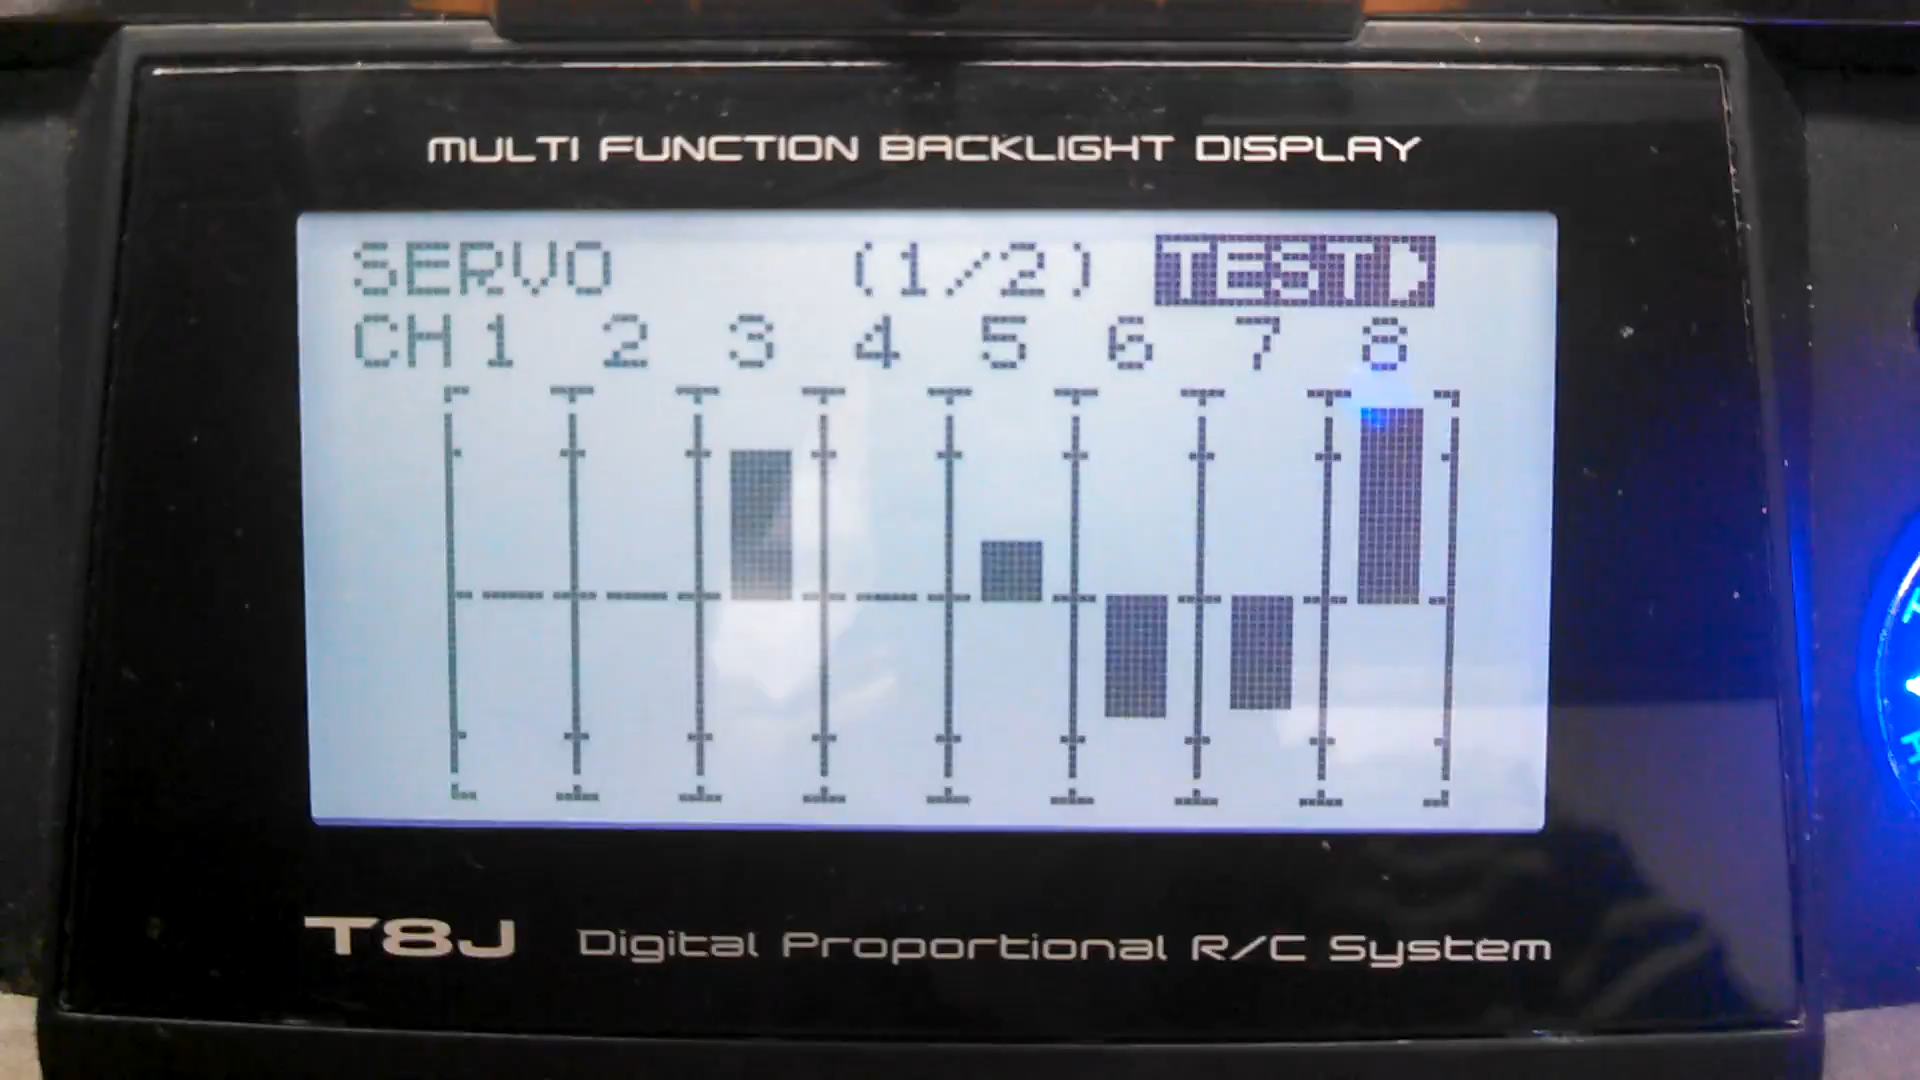 MULTI FUNCTION BACKLIGHT DISPLAY
SERVO (1/2) TEST
CH 1 2 3 4 5 6 7 8
T8J Digital Proportional R/C System